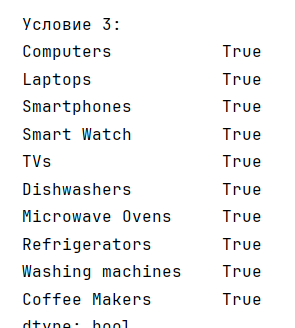 Условие 3:
Computers True
Laptops True
Smartphones True
Smart Watch True
TVs True
Dishwashers True
Microwave Ovens True
Refrigerators True
Washing machines True
Coffee Makers True
dtype: bool